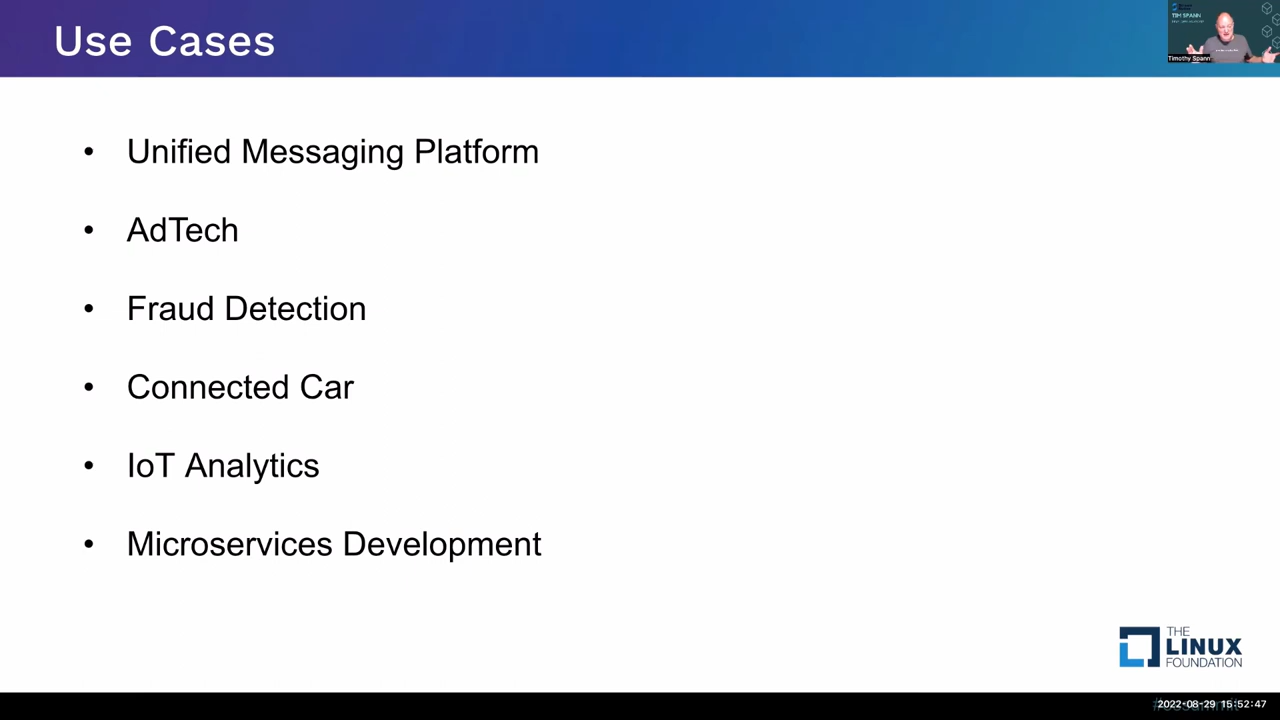 Use Cases
TIM SPANN
Timothy Spann
• Unified Messaging Platform
• AdTech
• Fraud Detection
• Connected Car
• IoT Analytics
• Microservices Development
THE
LINUX
FOUNDATION
2022-08-29 15:52:47